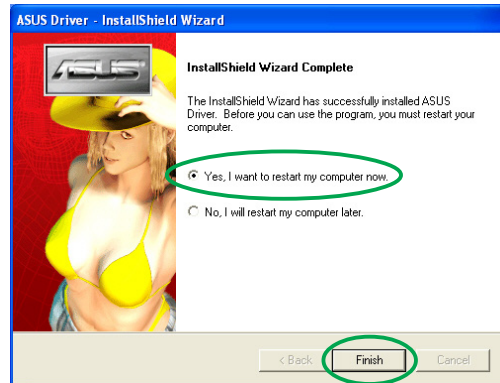 ASUS Driver - InstallShield Wizard
ASUS
InstallShield Wizard Complete
The InstallShield Wizard has successfully installed ASUS
Driver. Before you can use the program, you must restart your
computer.
Yes, I want to restart my computer now.
No, I will restart my computer later.
< Back
Finish
Cancel